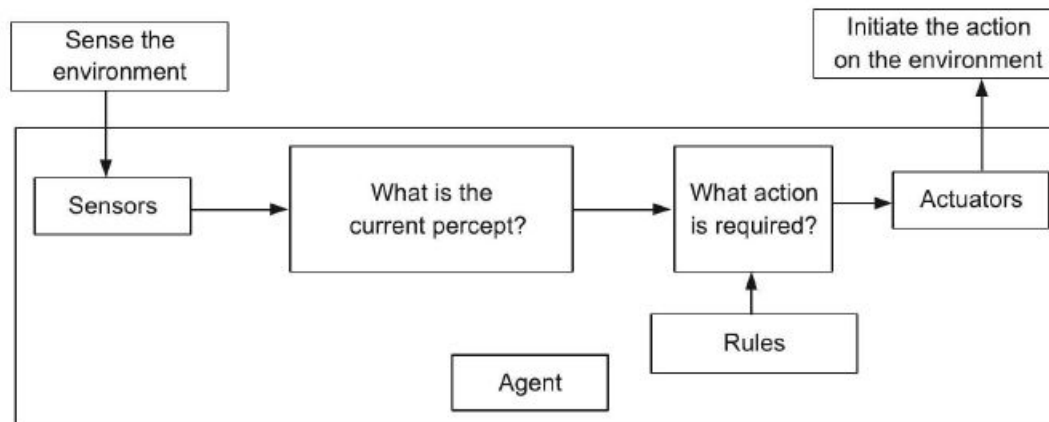 Sense the
environment
Initiate the action
on the environment
Sensors
What is the
current percept?
What action
is required?
Actuators
Rules
Agent